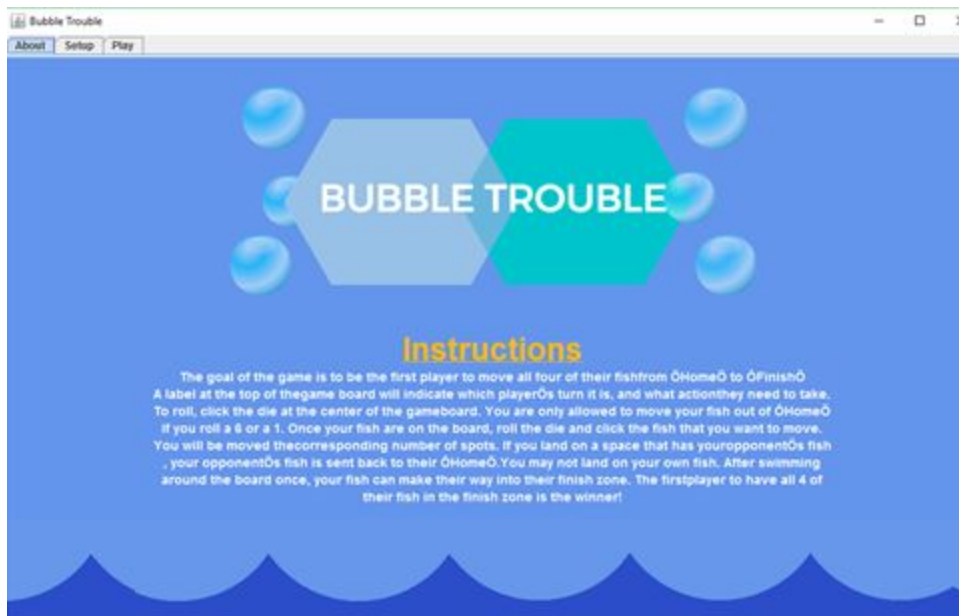 Bubble Trouble
About Setup Play
BUBBLE TROUBLE
Instructions
The goal of the game is to be the first player to move all four of their fishfrom ÓHomeÕ to ÓFinishÕ
A label at the top of thegame board will indicate which playerÕs turn it is, and what actionthey need to take.
To roll, click the die at the center of the gameboard. You are only allowed to move your fish out of ÓHomeÕ
if you roll a 6 or a 1. Once your fish are on the board, roll the die and click the fish that you want to move.
You will be moved thecorresponding number of spots. If you land on a space that has youropponentÕs fish
, your opponentÕs fish is sent back to their ÓHomeÕ.You may not land on your own fish. After swimming
around the board once, your fish can make their way into their finish zone. The firstplayer to have all 4 of
their fish in the finish zone is the winner!